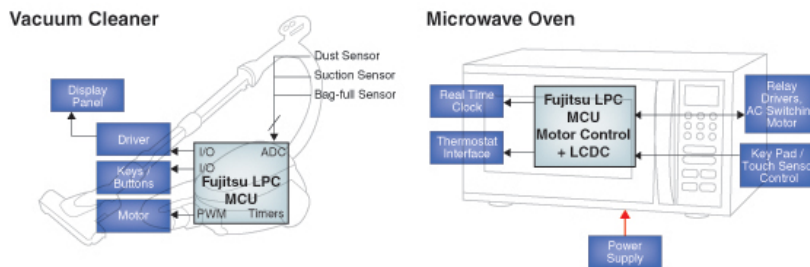 Vacuum Cleaner
Dust Sensor
Suction Sensor
Bag-full Sensor
Display
Panel
Driver
Keys /
Buttons
Motor
I/O ADC
I/O
Fujitsu LPC
MCU
PWM Timers
Microwave Oven
Real Time
Clock
Thermostat
Interface
Fujitsu LPC
MCU
Motor Control
+ LCDC
Relay
Drivers,
AC Switching
Motor
Key Pad /
Touch Sensor
Control
Power
Supply